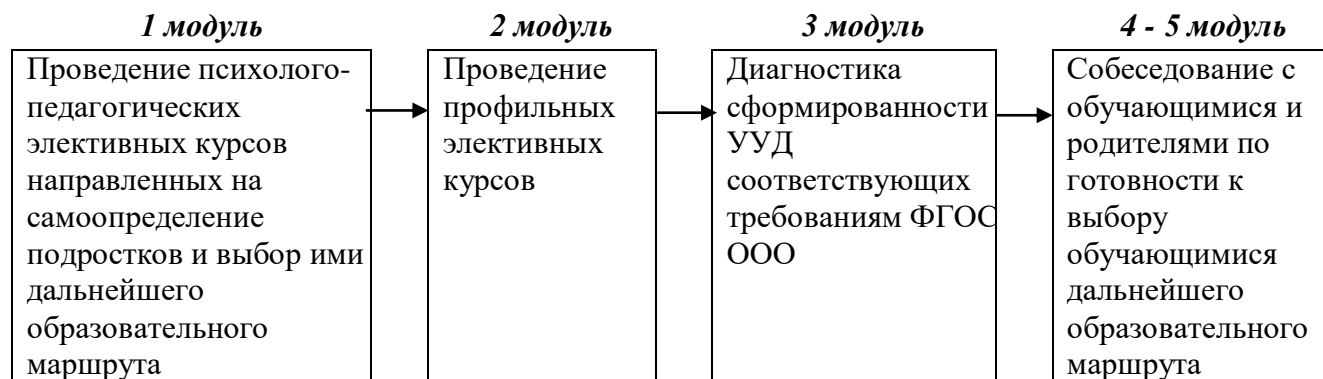 1 модуль
Проведение психолого-
педагогических
элективных курсов
направленных на
самоопределение
подростков и выбор ими
дальнейшего
образовательного
маршрута
2 модуль
Проведение
профильных
элективных
курсов
3 модуль
Диагностика
сформированности
УУД
соответствующих
требованиям ФГОС
ООО
4 - 5 модуль
Собеседование с
обучающимися и
родителями по
готовности к
выбору
обучающимися
дальнейшего
образовательного
маршрута